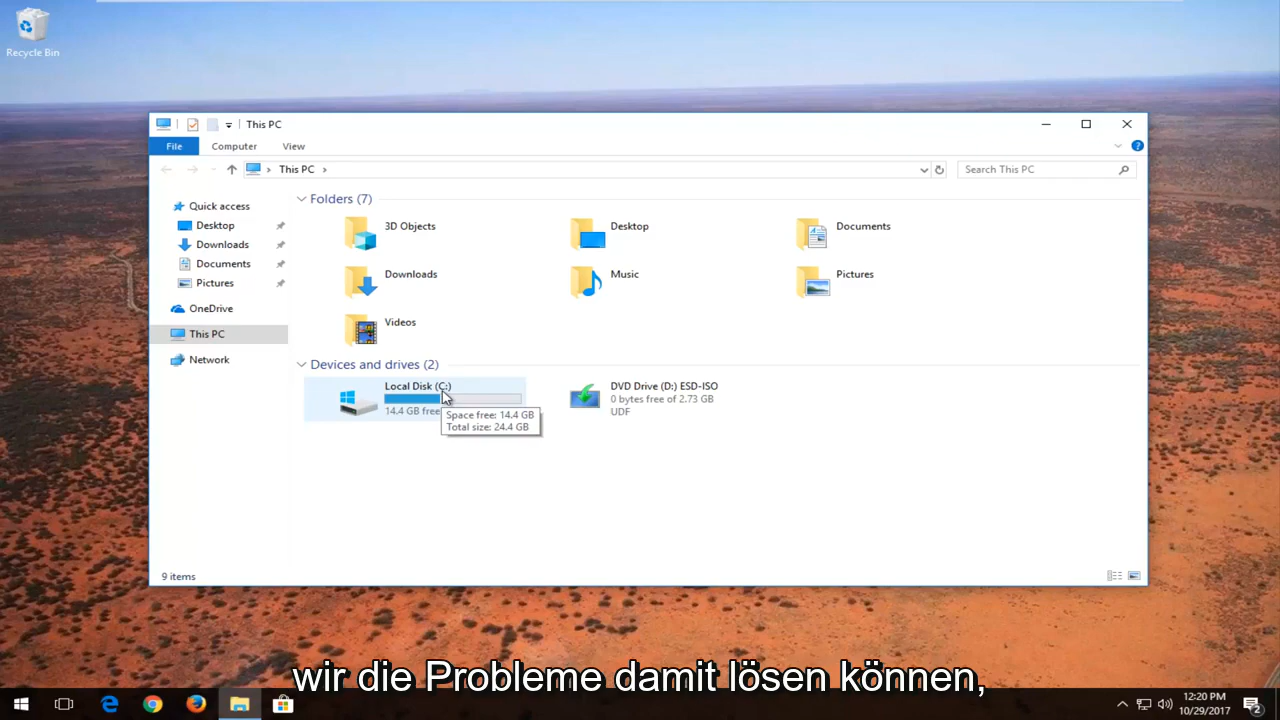 Recycle Bin
This PC
File
Computer
View
This PC
Search This PC
Quick access
Desktop
Downloads
Documents
Pictures
OneDrive
This PC
Network
Folders (7)
3D Objects
Desktop
Documents
Downloads
Music
Pictures
Videos
Devices and drives (2)
Local Disk (C:)
14.4 GB free
Space free: 14.4 GB
Total size: 24.4 GB
DVD Drive (D:) ESD-ISO
0 bytes free of 2.73 GB
UDF
9 items
wir die Probleme damit lösen können,
12:20 PM
10/29/2017
2